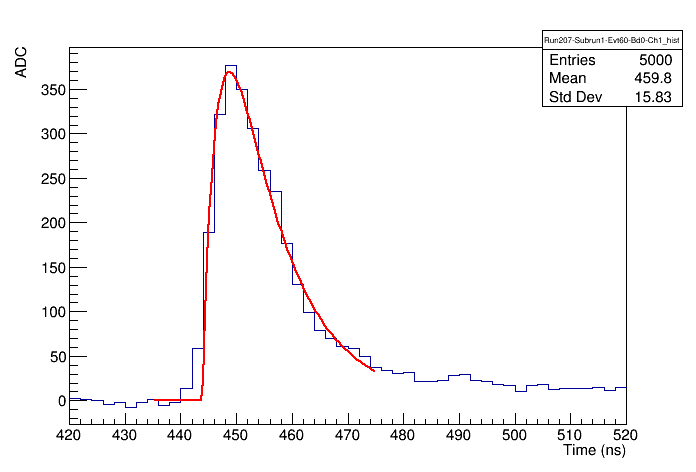 Run207-Subrun1-Evt60-Bd0-Ch1_hist
Entries 5000
Mean 459.8
Std Dev 15.83
ADC
350
300
250
200
150
100
50
0
420 430 440 450 460 470 480 490 500 510 520
Time (ns)